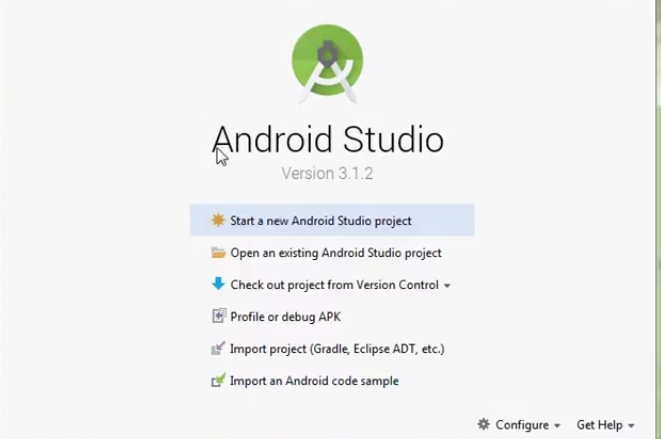 Android Studio
Version 3.1.2
Start a new Android Studio project
Open an existing Android Studio project
Check out project from Version Control
Profile or debug APK
Import project (Gradle, Eclipse ADT, etc.)
Import an Android code sample
Configure Get Help